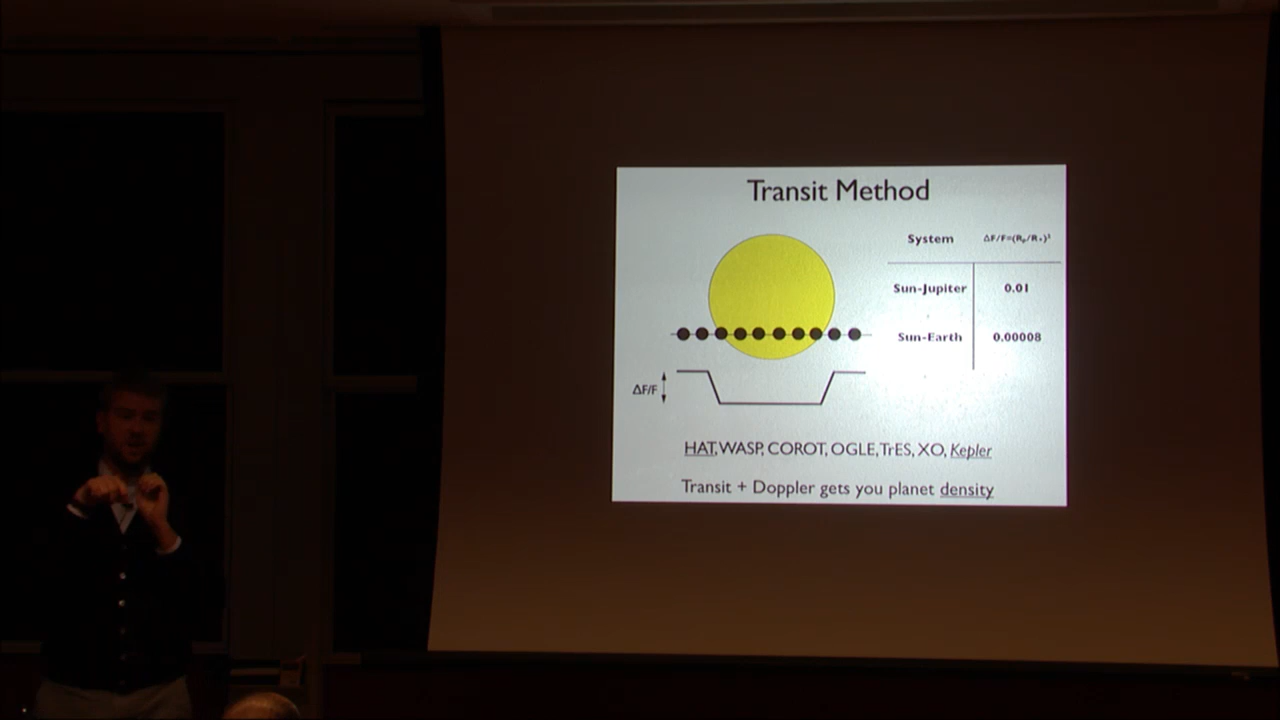 Transit Method
System ΔF/F=(Rₚ/R⋆)²
Sun-Jupiter 0.01
Sun-Earth 0.00008
ΔF/F
HAT, WASP, COROT, OGLE, TrES, XO, Kepler
Transit + Doppler gets you planet density